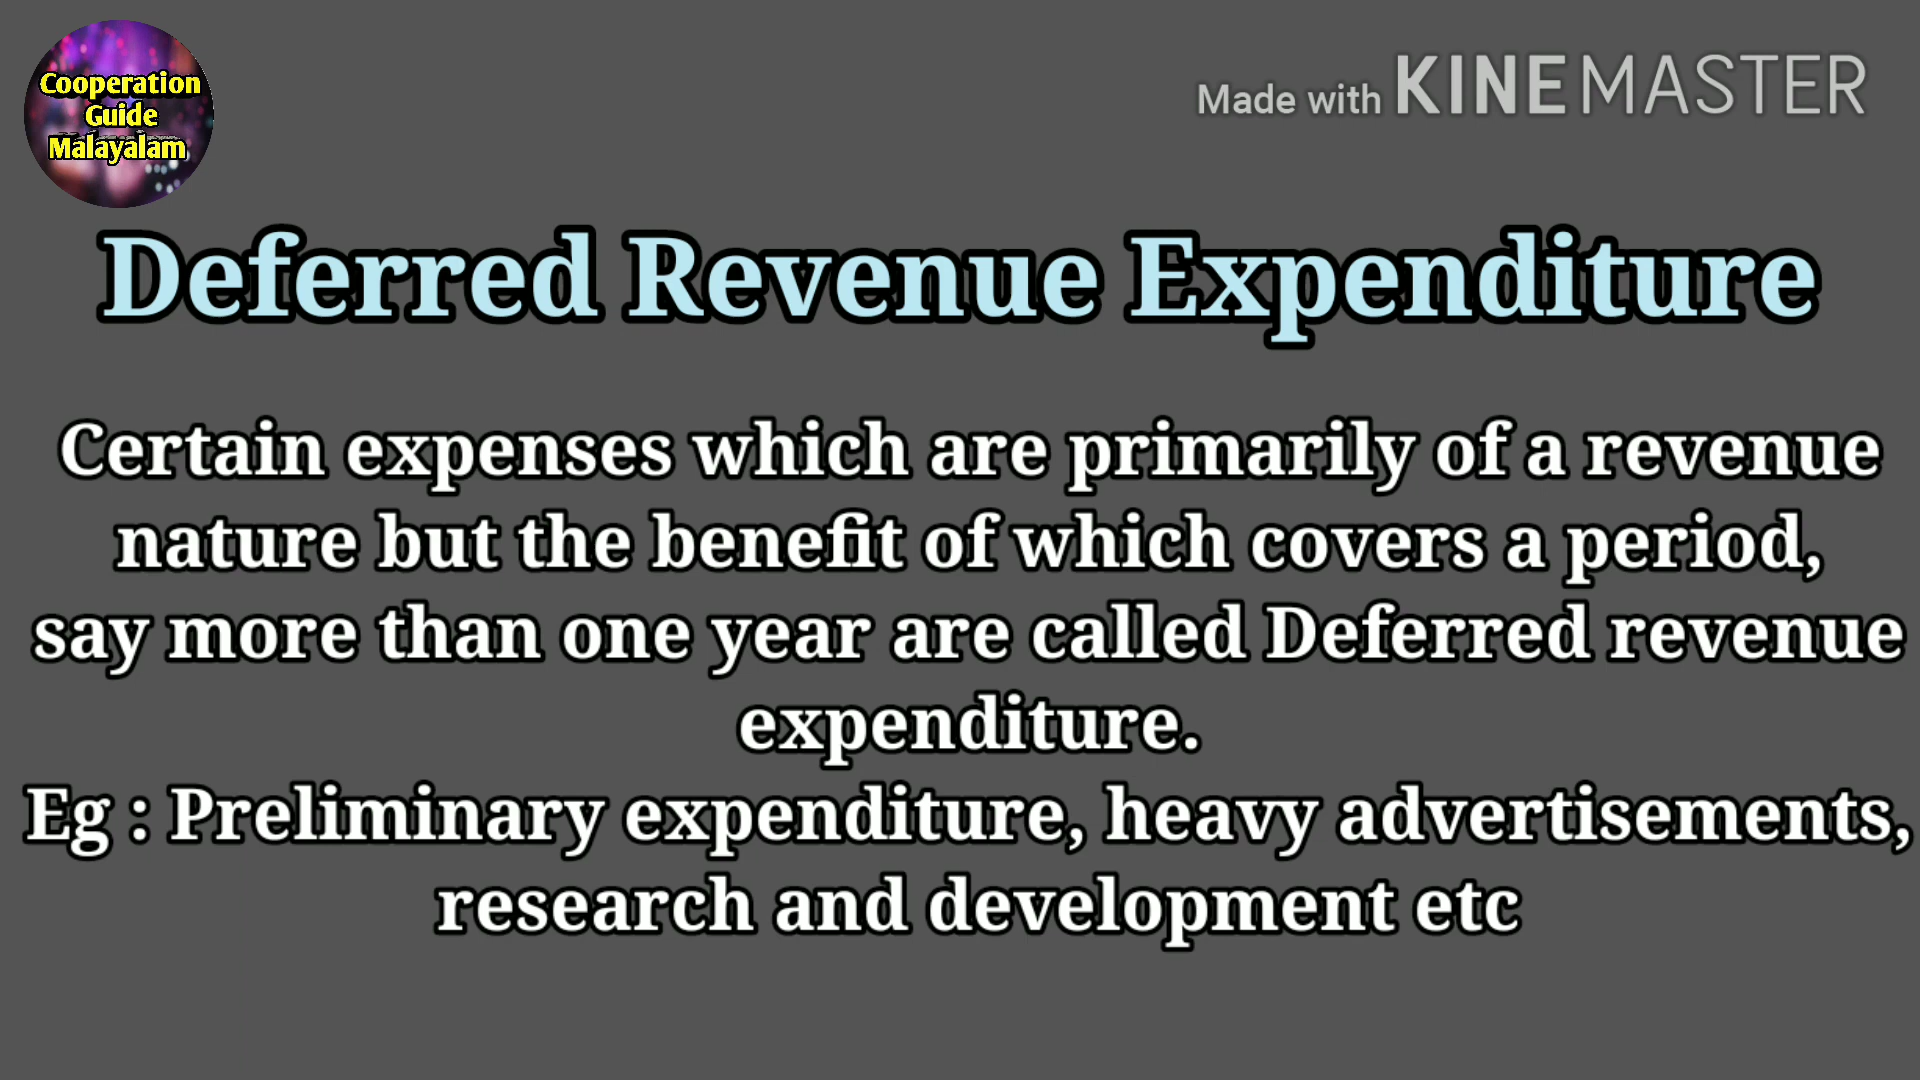 Cooperation
Guide
Malayalam
Made with KINEMASTER
Deferred Revenue Expenditure
Certain expenses which are primarily of a revenue
nature but the benefit of which covers a period,
say more than one year are called Deferred revenue
expenditure.
Eg : Preliminary expenditure, heavy advertisements,
research and development etc